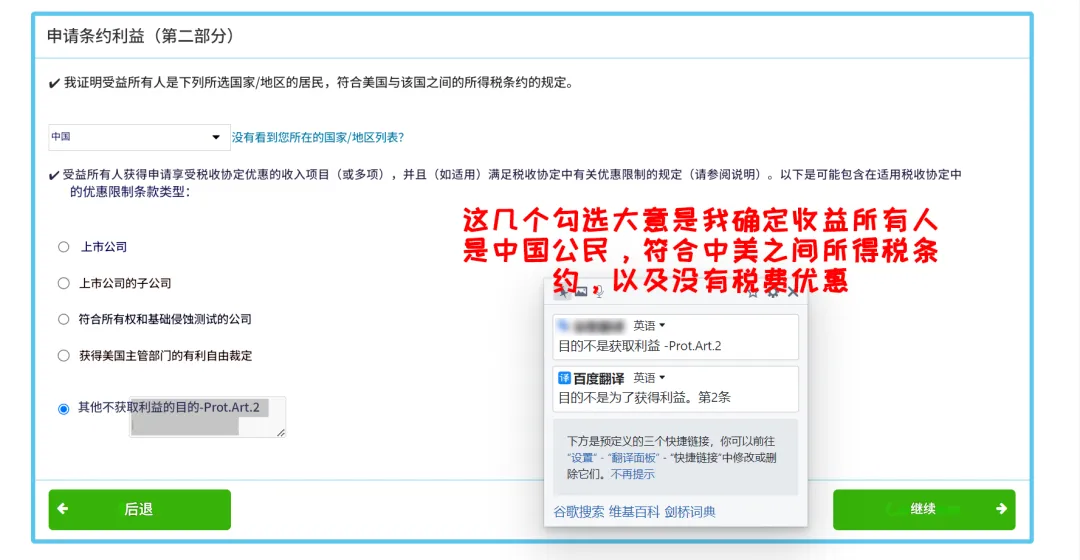 申请条约利益（第二部分）
✔ 我证明受益所有人是下列所选国家/地区的居民，符合美国与该国之间的所得税条约的规定。
中国
没有看到您所在的国家/地区列表?
✔ 受益所有人获得申请享受税收协定优惠的收入项目（或多项），并且（如适用）满足税收协定中有关优惠限制的规定（请参阅说明）。以下是可能包含在适用税收协定中
的优惠限制条款类型：
这几个勾选大意是我确定收益所有人
是中国公民，符合中美之间所得税条
约，以及没有税费优惠
上市公司
上市公司的子公司
符合所有权和基础侵蚀测试的公司
获得美国主管部门的有利自由裁定
其他不获取利益的目的-Prot.Art.2
英语
目的不是获取利益 -Prot.Art.2
译 百度翻译 英语
目的不是为了获得利益。第2条
下方是预定义的三个快捷链接，你可以前往
“设置” - “翻译面板” - “快捷链接”中修改或删
除它们。不再提示
谷歌搜索 维基百科 剑桥词典
后退
继续